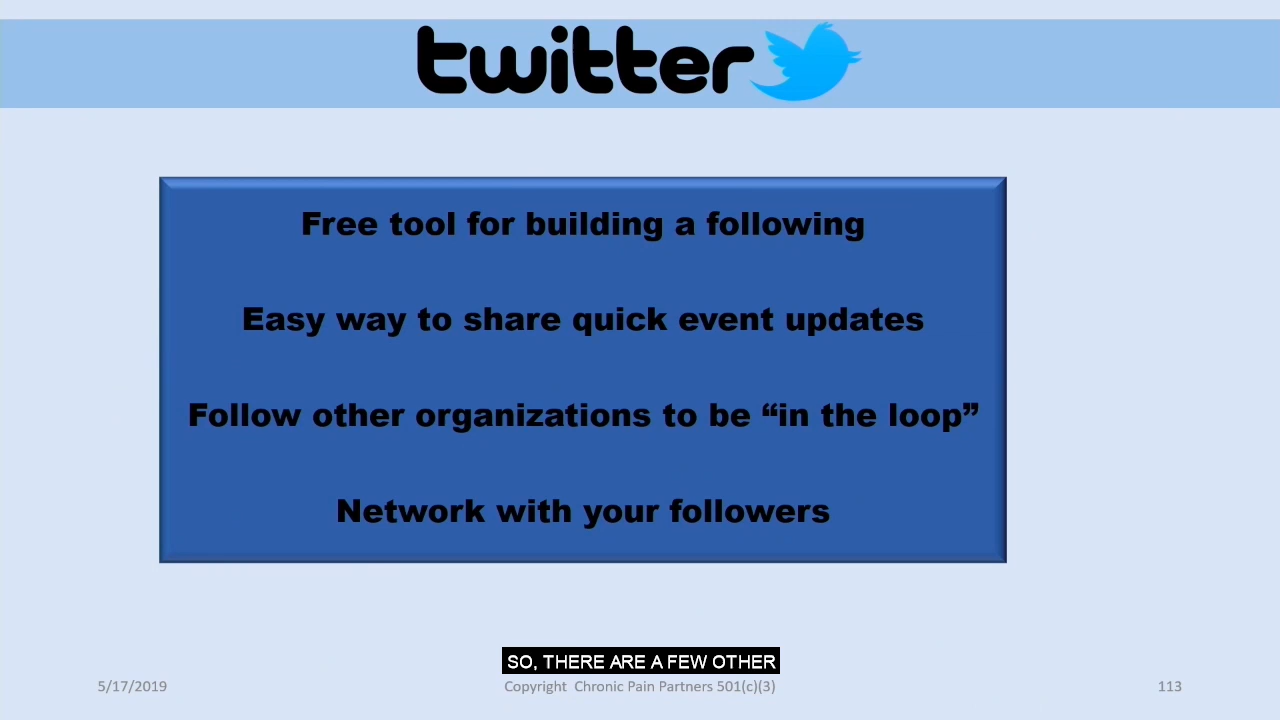 twitter
Free tool for building a following
Easy way to share quick event updates
Follow other organizations to be “in the loop”
Network with your followers
SO, THERE ARE A FEW OTHER
5/17/2019
Copyright Chronic Pain Partners 501(c)(3)
113